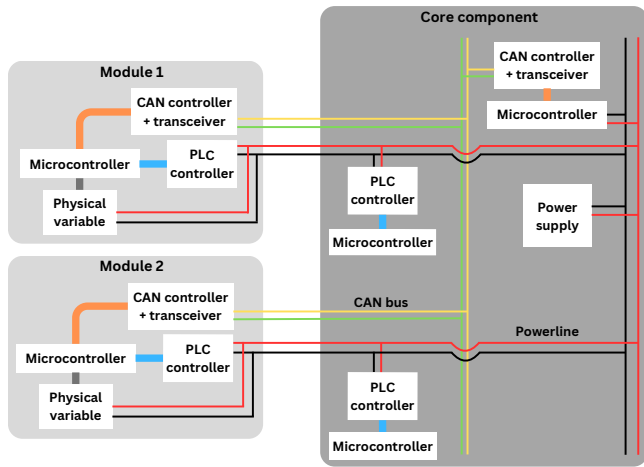 Core component
CAN controller
+ transceiver
Microcontroller
Module 1
CAN controller
+ transceiver
Microcontroller
PLC
controller
Physical
variable
PLC
controller
Microcontroller
Power
supply
Module 2
CAN controller
+ transceiver
Microcontroller
PLC
controller
Physical
variable
CAN bus
Powerline
PLC
controller
Microcontroller